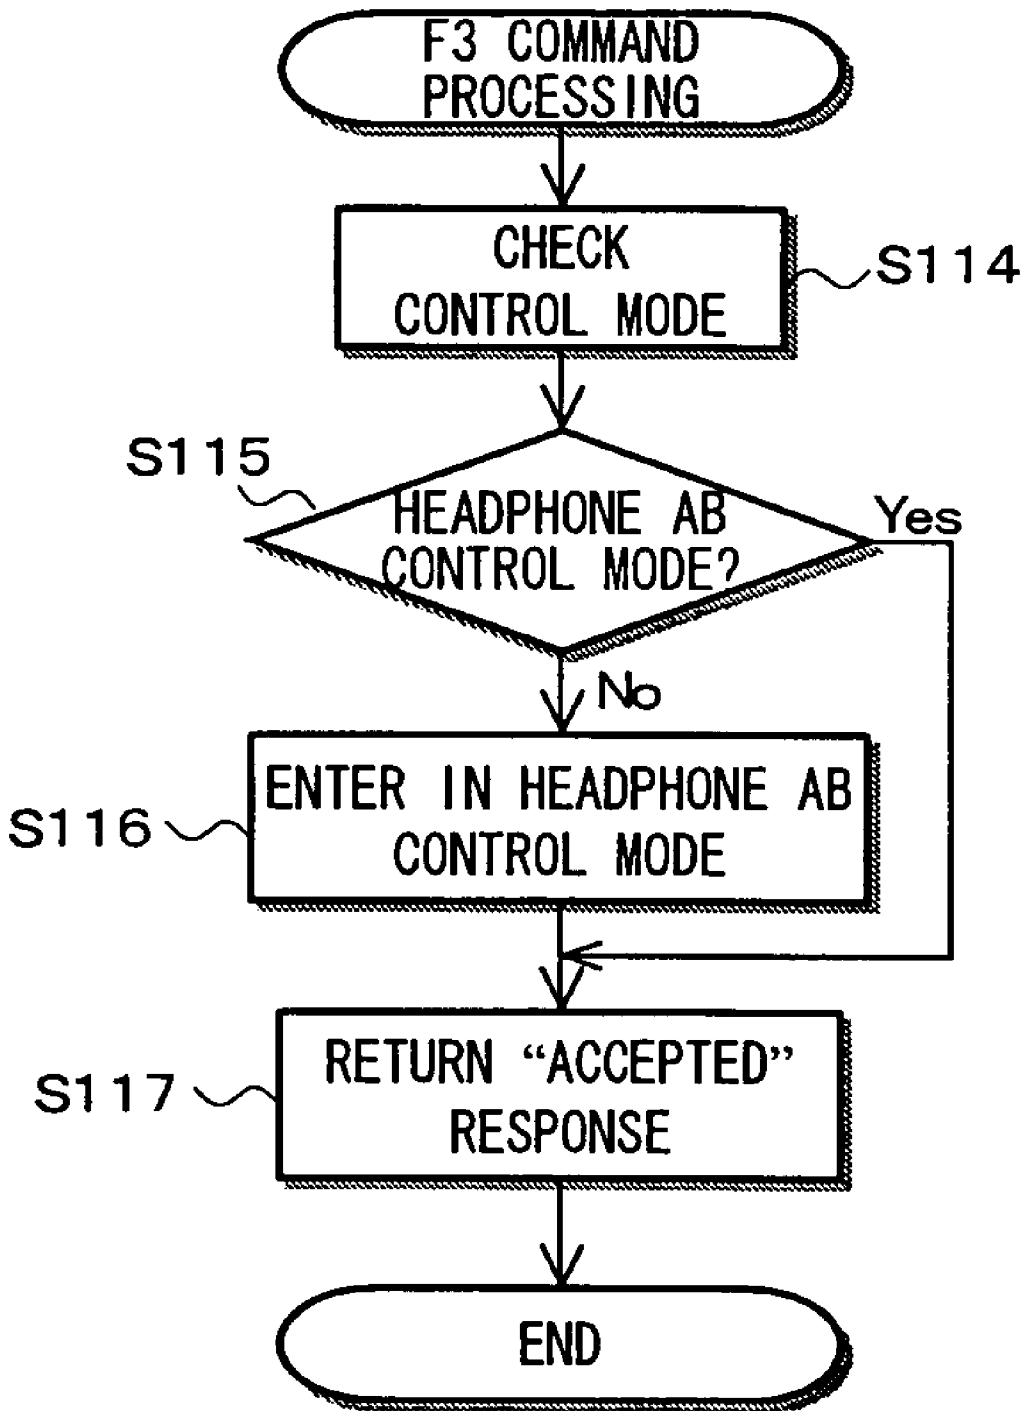 F3 COMMAND
PROCESSING
CHECK
CONTROL MODE
S114
S115
HEADPHONE AB
CONTROL MODE?
Yes
No
ENTER IN HEADPHONE AB
CONTROL MODE
S116
RETURN “ACCEPTED”
RESPONSE
S117
END